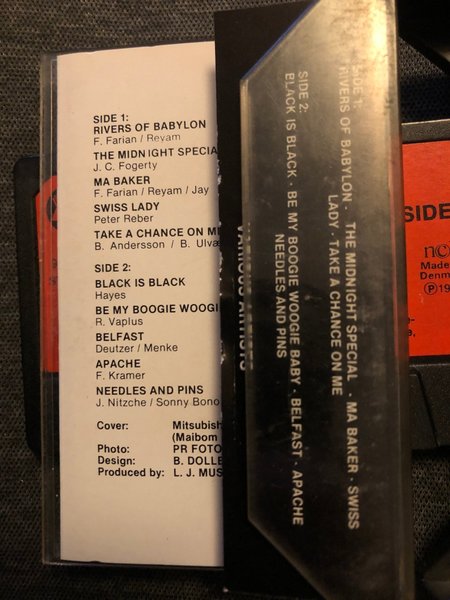 SIDE 1:
RIVERS OF BABYLON
F. Farian / Reyam
THE MIDNIGHT SPECIA
J. C. Fogerty
MA BAKER
F. Farian / Reyam / Jay
SWISS LADY
Peter Reber
TAKE A CHANCE ON ME
B. Andersson / B. Ulvæ
SIDE 2:
BLACK IS BLACK
Hayes
BE MY BOOGIE WOOGI
R. Vaplus
BELFAST
Deutzer / Menke
APACHE
F. Kramer
NEEDLES AND PINS
J. Nitzche / Sonny Bono
Cover: Mitsubish
(Maibom
Photo: PR FOTO
Design: B. DOLLE
Produced by: L. J. MUS
SIDE 1:
RIVERS OF BABYLON · THE MIDNIGHT SPECIAL · MA BAKER · SWISS
LADY · TAKE A CHANCE ON ME
SIDE 2:
BLACK IS BLACK · BE MY BOOGIE WOOGIE BABY · BELFAST · APACHE
NEEDLES AND PINS
VARIOUS ARTISTS
SIDE
Made
Denm
℗19